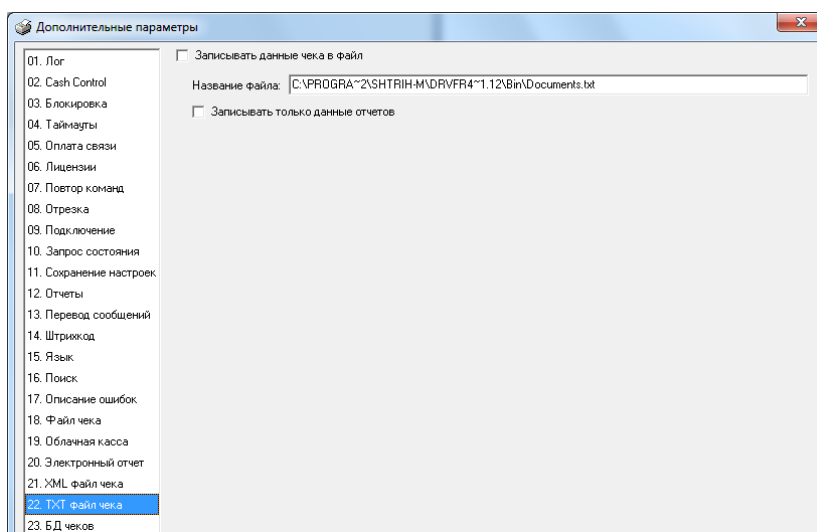 Дополнительные параметры
01. Лог
02. Cash Control
03. Блокировка
04. Таймауты
05. Оплата связи
06. Лицензии
07. Повтор команд
08. Отрезка
09. Подключение
10. Запрос состояния
11. Сохранение настроек
12. Отчеты
13. Перевод сообщений
14. Штрихкод
15. Язык
16. Поиск
17. Описание ошибок
18. Файл чека
19. Облачная касса
20. Электронный отчет
21. XML файл чека
22. TXT файл чека
23. БД чеков
Записывать данные чека в файл
Название файла: C:\PROGRA~2\SHTRIH-M\DRVFR4~1.12\Bin\Documents.txt
Записывать только данные отчетов